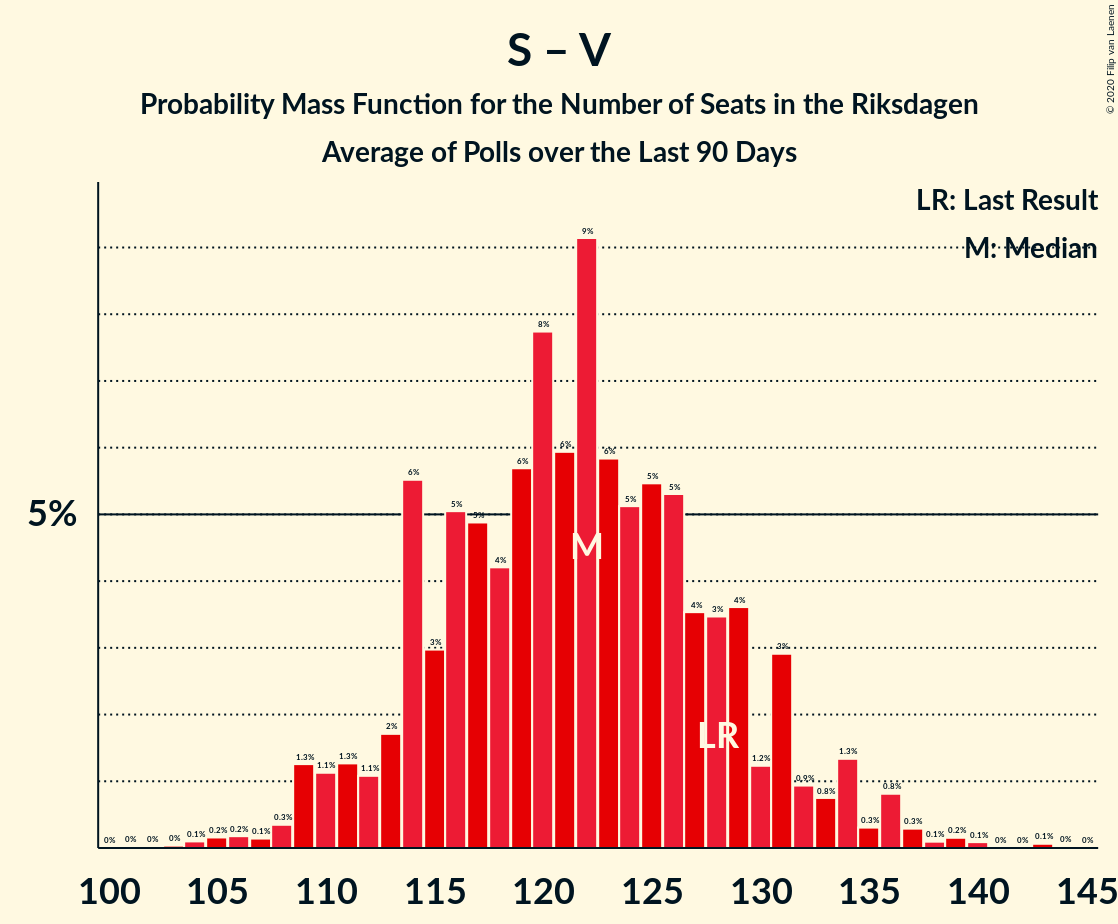 S – V
Probability Mass Function for the Number of Seats in the Riksdagen
Average of Polls over the Last 90 Days
© 2020 Filip van Laenen
LR: Last Result
M: Median
5%
0% 0% 0% 0% 0.1% 0.2% 0.2% 0.1% 0.3% 1.3% 1.1% 1.3% 1.1% 2% 6% 3% 5% 5% 4% 6% 8% 6% 9% 6% 5% 5% 5% 4% 3% 4% 1.2% 3% 0.9% 0.8% 1.3% 0.3% 0.8% 0.3% 0.1% 0.2% 0.1% 0% 0% 0.1% 0% 0%
M
LR
100 105 110 115 120 125 130 135 140 145